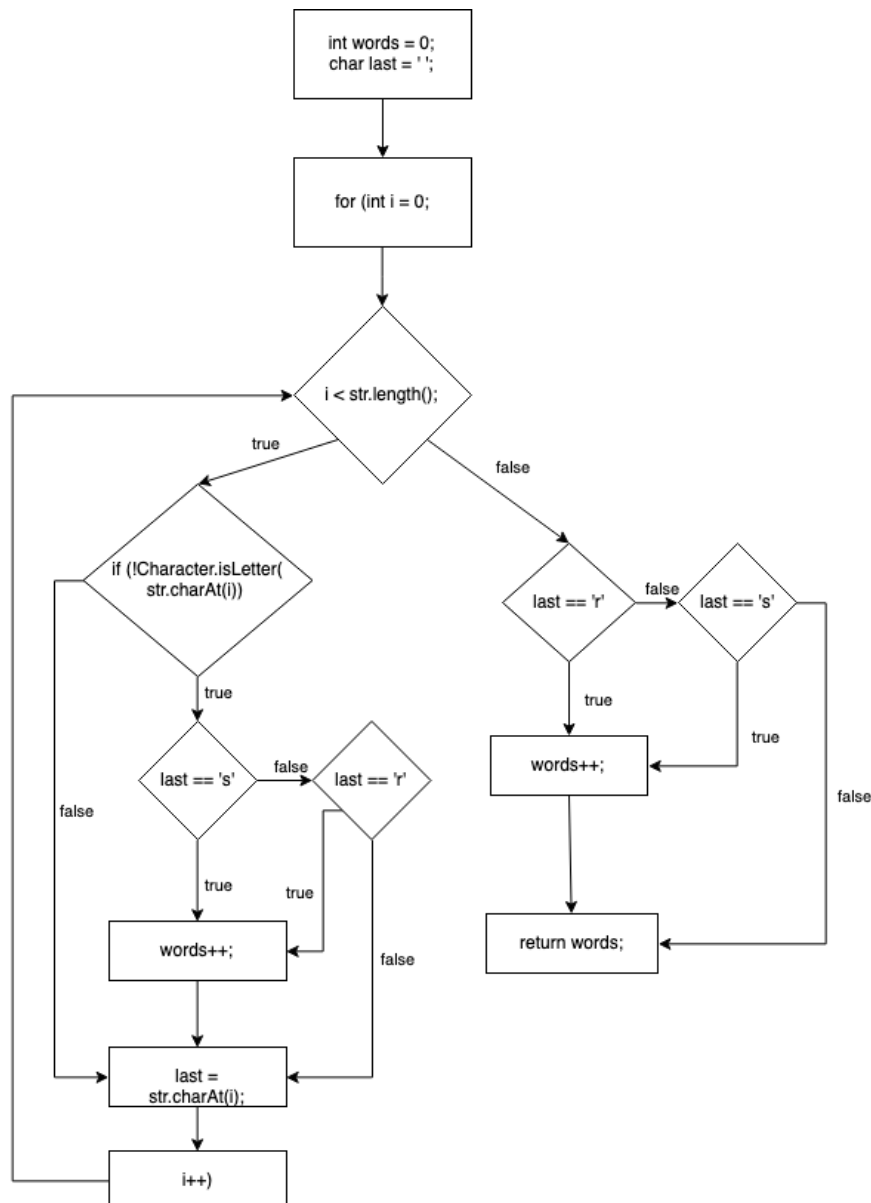 int words = 0;
char last = ' ';
for (int i = 0;
i < str.length();
true
false
if (!Character.isLetter(
str.charAt(i))
last == 'r'
false
last == 's'
true
true
true
words++;
last == 's'
false
last == 'r'
false
false
true
true
words++;
return words;
false
last =
str.charAt(i);
i++)